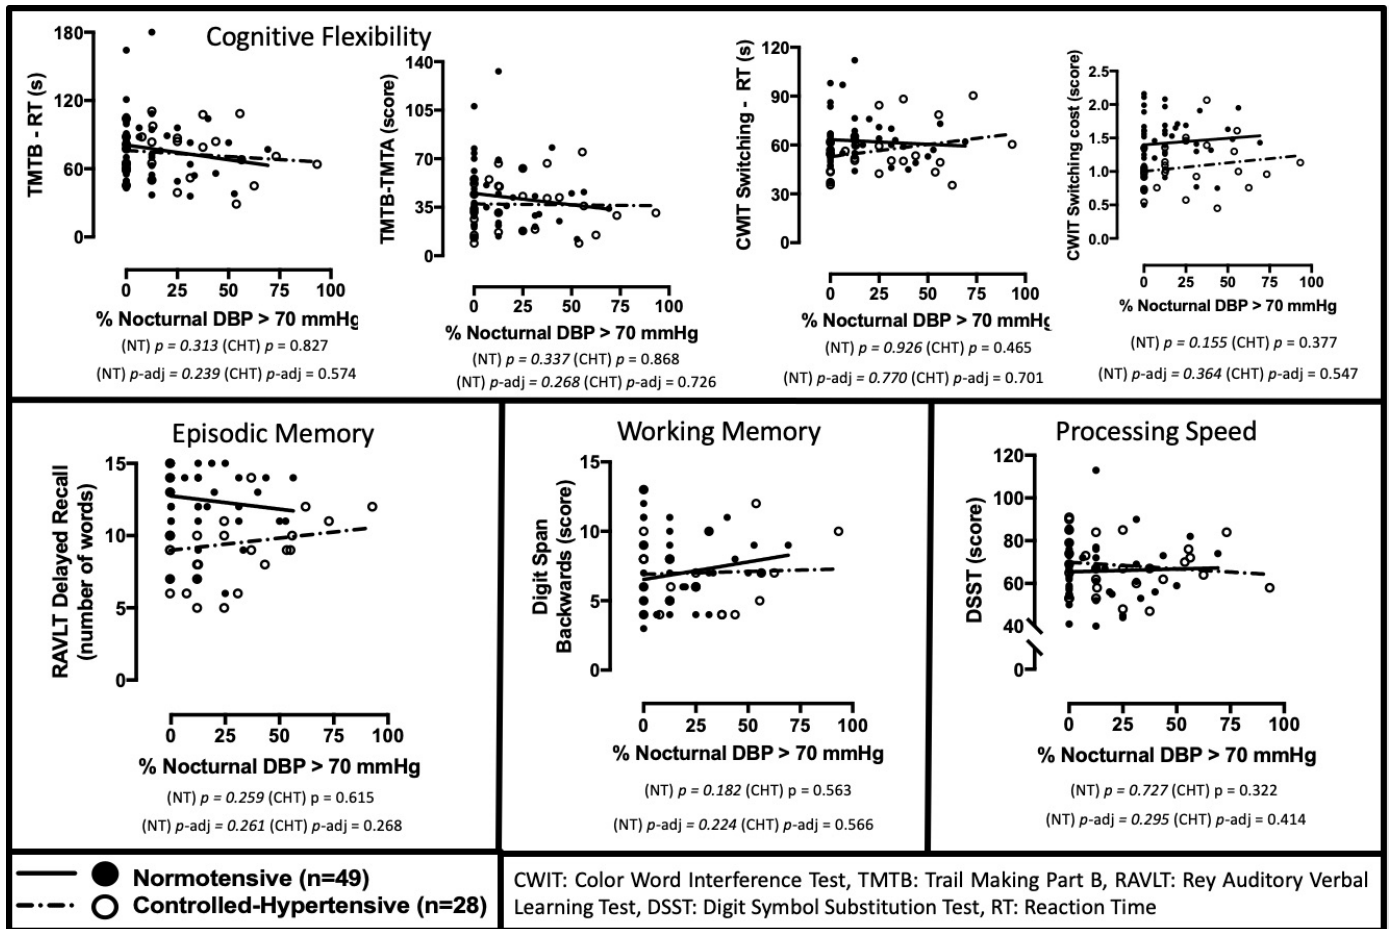 Cognitive Flexibility
TMTB - RT (s)
180
120
60
0
0 25 50 75 100
% Nocturnal DBP > 70 mmHg
(NT) p = 0.313 (CHT) p = 0.827
(NT) p-adj = 0.239 (CHT) p-adj = 0.574
TMTB-TMTA (score)
140
105
70
35
0
0 25 50 75 100
% Nocturnal DBP > 70 mmHg
(NT) p = 0.337 (CHT) p = 0.868
(NT) p-adj = 0.268 (CHT) p-adj = 0.726
CWIT Switching - RT (s)
120
90
60
30
0
0 25 50 75 100
% Nocturnal DBP > 70 mmHg
(NT) p = 0.926 (CHT) p = 0.465
(NT) p-adj = 0.770 (CHT) p-adj = 0.701
CWIT Switching cost (score)
2.5
2.0
1.5
1.0
0.5
0.0
0 25 50 75 100
% Nocturnal DBP > 70 mmHg
(NT) p = 0.155 (CHT) p = 0.377
(NT) p-adj = 0.364 (CHT) p-adj = 0.547
Episodic Memory
RAVLT Delayed Recall
(number of words)
15
10
5
0
0 25 50 75 100
% Nocturnal DBP > 70 mmHg
(NT) p = 0.259 (CHT) p = 0.615
(NT) p-adj = 0.261 (CHT) p-adj = 0.268
Working Memory
Digit Span
Backwards (score)
15
10
5
0
0 25 50 75 100
% Nocturnal DBP > 70 mmHg
(NT) p = 0.182 (CHT) p = 0.563
(NT) p-adj = 0.224 (CHT) p-adj = 0.566
Processing Speed
DSST (score)
120
100
80
60
40
0
0 25 50 75 100
% Nocturnal DBP > 70 mmHg
(NT) p = 0.727 (CHT) p = 0.322
(NT) p-adj = 0.295 (CHT) p-adj = 0.414
Normotensive (n=49)
Controlled-Hypertensive (n=28)
CWIT: Color Word Interference Test, TMTB: Trail Making Part B, RAVLT: Rey Auditory Verbal
Learning Test, DSST: Digit Symbol Substitution Test, RT: Reaction Time